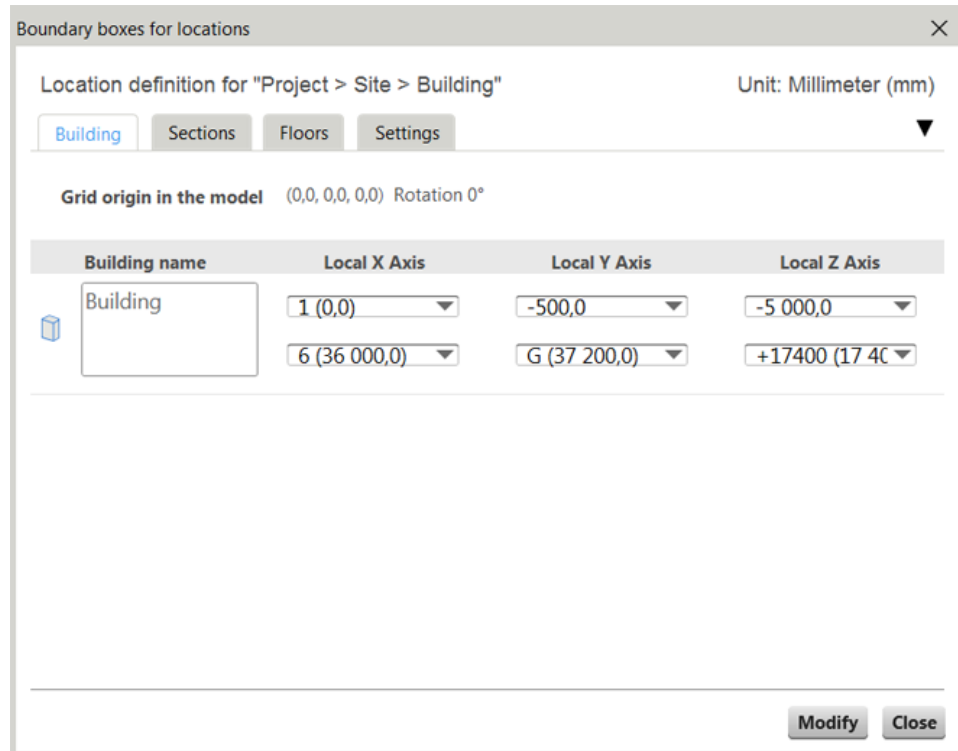 Boundary boxes for locations
Location definition for "Project > Site > Building" Unit: Millimeter (mm)
Building Sections Floors Settings
Grid origin in the model (0,0, 0,0, 0,0) Rotation 0°
Building name Local X Axis Local Y Axis Local Z Axis
Building 1 (0,0) -500,0 -5 000,0
6 (36 000,0) G (37 200,0) +17400 (17 40
Modify Close